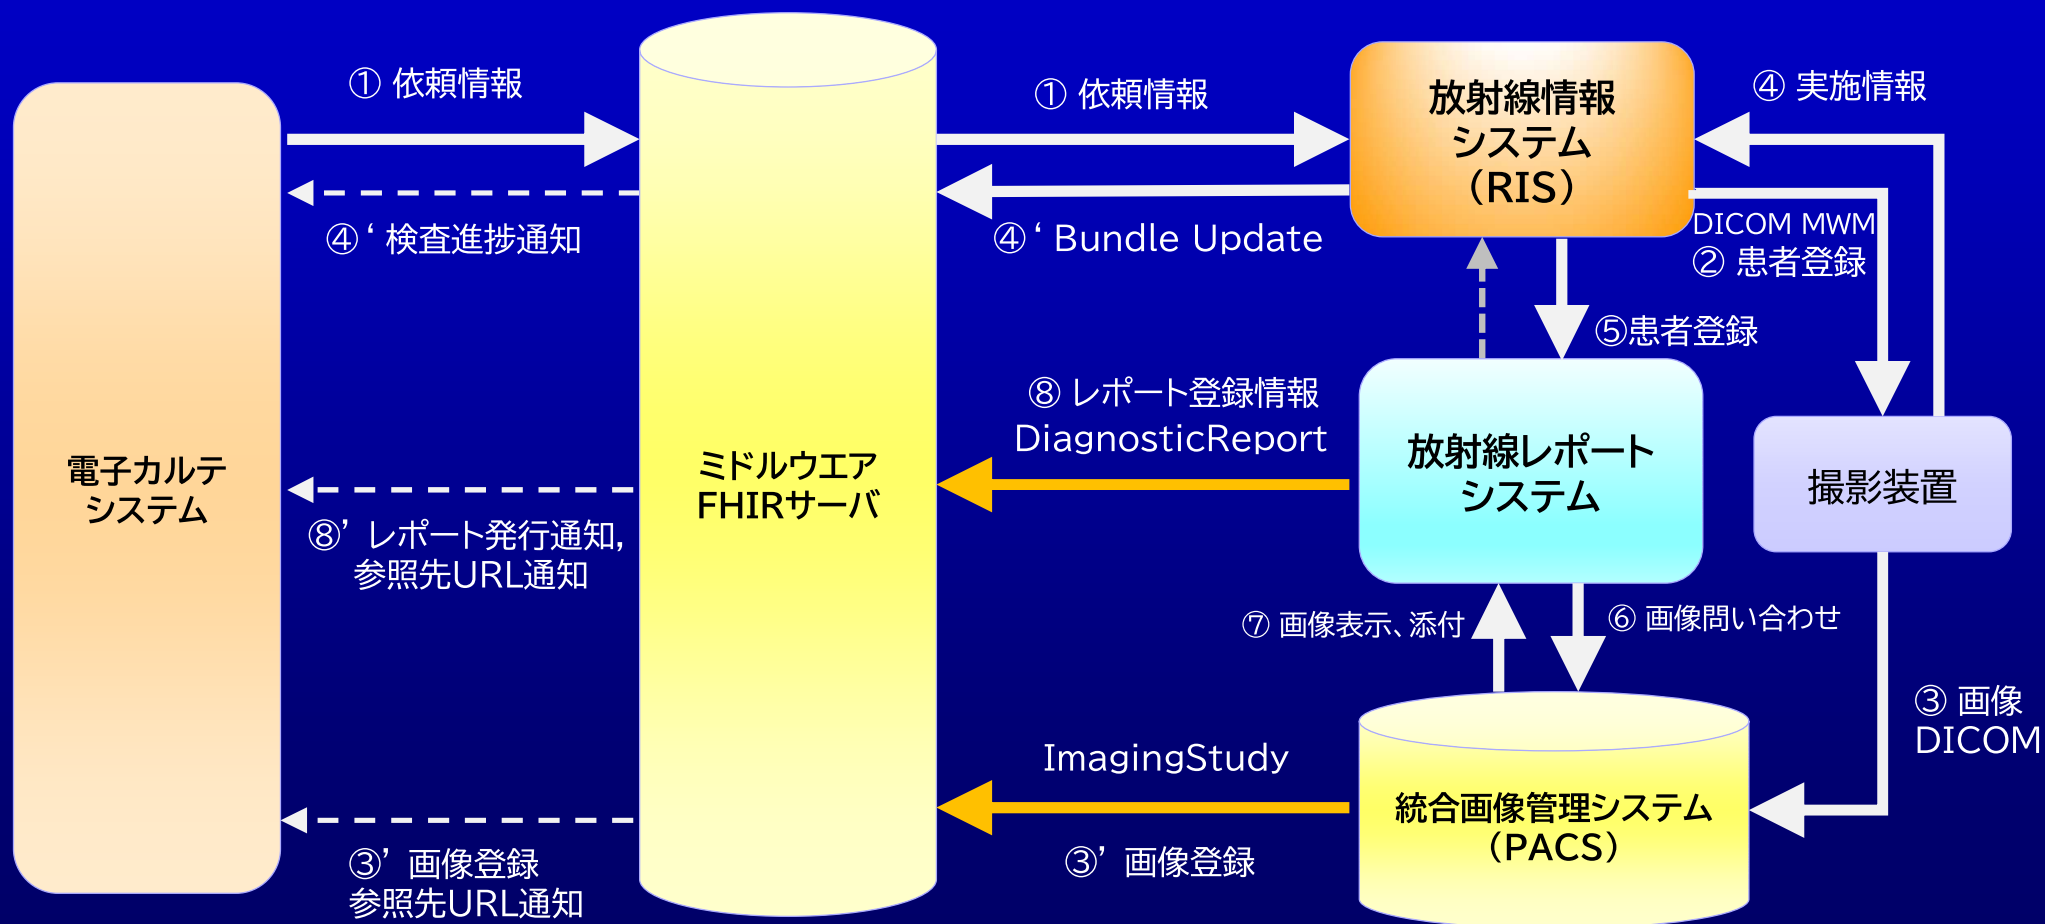 ① 依頼情報
④‘ 検査進捗通知
電子カルテ
システム
⑧’ レポート発行通知,
参照先URL通知
③’ 画像登録
参照先URL通知
ミドルウエア
FHIRサーバ
① 依頼情報
④‘ Bundle Update
⑧ レポート登録情報
DiagnosticReport
ImagingStudy
③’ 画像登録
放射線情報
システム
（RIS）
④ 実施情報
DICOM MWM
② 患者登録
⑤患者登録
放射線レポート
システム
撮影装置
⑦ 画像表示、添付
⑥ 画像問い合わせ
③ 画像
DICOM
統合画像管理システム
（PACS）